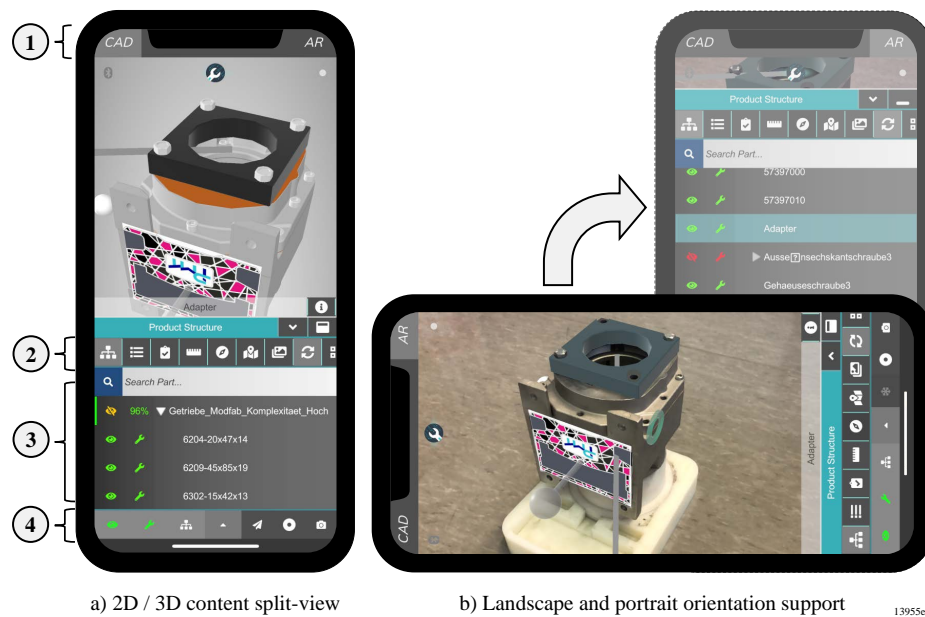 1
CAD
AR
Adapter
Product Structure
2
Search Part...
3
96% Getriebe_Modfab_Komplexitaet_Hoch
6204-20x47x14
6209-45x85x19
6302-15x42x13
4
a) 2D / 3D content split-view
CAD
AR
Product Structure
Search Part...
57397000
57397010
Adapter
Ausse?nsechskantschraube3
Gehaeuseschraube3
AR
CAD
Adapter
Product Structure
b) Landscape and portrait orientation support
13955e